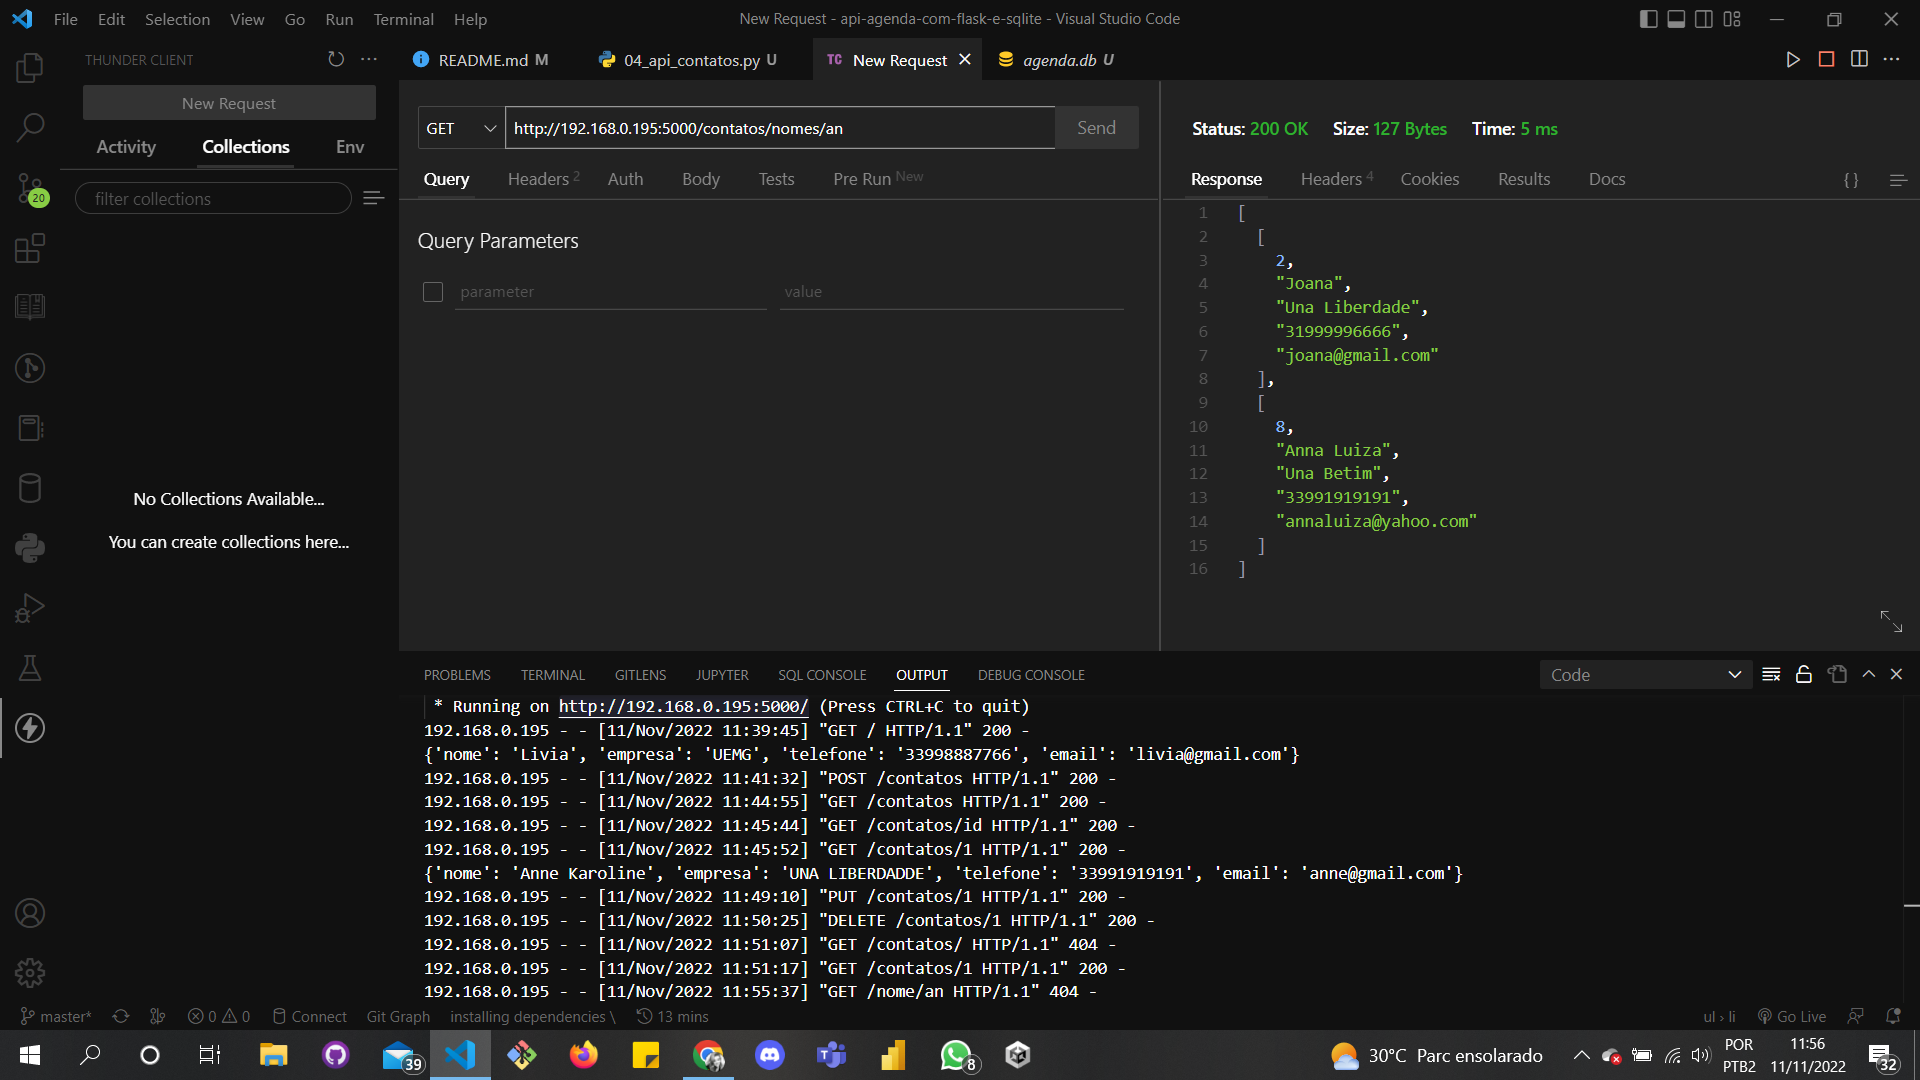 File Edit Selection View Go Run Terminal Help
New Request - api-agenda-com-flask-e-sqlite - Visual Studio Code
THUNDER CLIENT
New Request
Activity Collections Env
filter collections
No Collections Available...
You can create collections here...
20
README.md M
04_api_contatos.py U
TC New Request
agenda.db U
GET http://192.168.0.195:5000/contatos/nomes/an Send
Query Headers 2 Auth Body Tests Pre Run New
Query Parameters
parameter value
Status: 200 OK Size: 127 Bytes Time: 5 ms
Response Headers 4 Cookies Results Docs
{ }
1 [
2 [
3 2,
4 "Joana",
5 "Una Liberdade",
6 "31999996666",
7 "joana@gmail.com"
8 ],
9 [
10 8,
11 "Anna Luiza",
12 "Una Betim",
13 "33991919191",
14 "annaluiza@yahoo.com"
15 ]
16 ]
PROBLEMS TERMINAL GITLENS JUPYTER SQL CONSOLE OUTPUT DEBUG CONSOLE
Code
* Running on http://192.168.0.195:5000/ (Press CTRL+C to quit)
192.168.0.195 - - [11/Nov/2022 11:39:45] "GET / HTTP/1.1" 200 -
{'nome': 'Livia', 'empresa': 'UEMG', 'telefone': '33998887766', 'email': 'livia@gmail.com'}
192.168.0.195 - - [11/Nov/2022 11:41:32] "POST /contatos HTTP/1.1" 200 -
192.168.0.195 - - [11/Nov/2022 11:44:55] "GET /contatos HTTP/1.1" 200 -
192.168.0.195 - - [11/Nov/2022 11:45:44] "GET /contatos/id HTTP/1.1" 200 -
192.168.0.195 - - [11/Nov/2022 11:45:52] "GET /contatos/1 HTTP/1.1" 200 -
{'nome': 'Anne Karoline', 'empresa': 'UNA LIBERDADDE', 'telefone': '33991919191', 'email': 'anne@gmail.com'}
192.168.0.195 - - [11/Nov/2022 11:49:10] "PUT /contatos/1 HTTP/1.1" 200 -
192.168.0.195 - - [11/Nov/2022 11:50:25] "DELETE /contatos/1 HTTP/1.1" 200 -
192.168.0.195 - - [11/Nov/2022 11:51:07] "GET /contatos/ HTTP/1.1" 404 -
192.168.0.195 - - [11/Nov/2022 11:51:17] "GET /contatos/1 HTTP/1.1" 200 -
192.168.0.195 - - [11/Nov/2022 11:55:37] "GET /nome/an HTTP/1.1" 404 -
master* 0 0 Connect Git Graph installing dependencies \ 13 mins
ul › li Go Live
39
8
30°C Parc ensolarado
POR
PTB2
11:56
11/11/2022
32